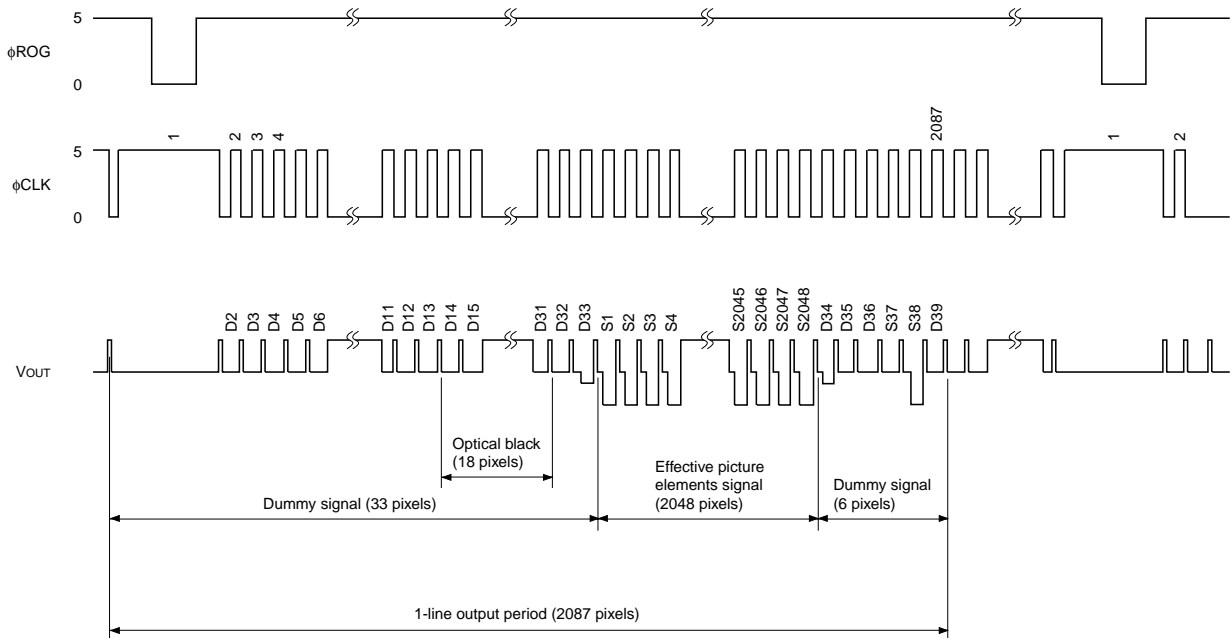 5
φROG
0
1
2
3
4
2087
1
2
5
φCLK
0
D2
D3
D4
D5
D6
D11
D12
D13
D14
D15
D31
D32
D33
S1
S2
S3
S4
S2045
S2046
S2047
S2048
D34
D35
D36
S37
S38
D39
VOUT
Optical black
(18 pixels)
Effective picture
elements signal
(2048 pixels)
Dummy signal
(6 pixels)
Dummy signal (33 pixels)
1-line output period (2087 pixels)